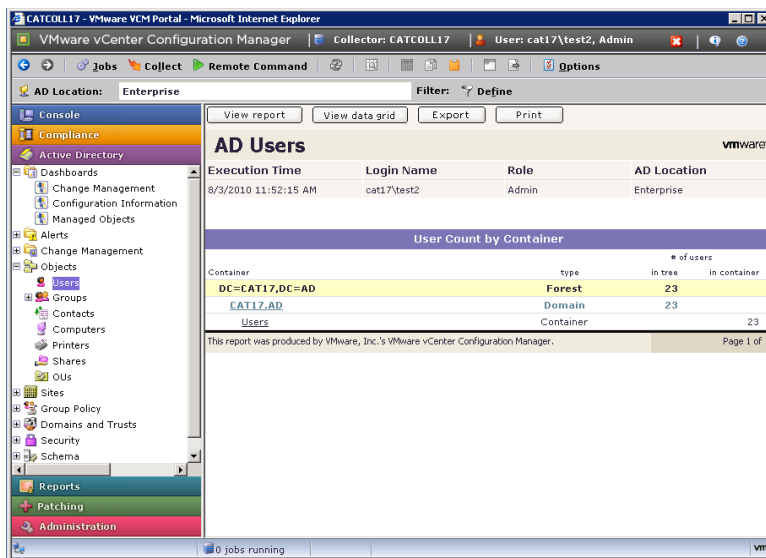 CATCOLL17 - VMware VCM Portal - Microsoft Internet Explorer
VMware vCenter Configuration Manager | Collector: CATCOLL17 | User: cat17\test2, Admin
Jobs Collect Remote Command Options
AD Location: Enterprise Filter: Define
Console
Compliance
Active Directory
Dashboards
Change Management
Configuration Information
Managed Objects
Alerts
Change Management
Objects
Users
Groups
Contacts
Computers
Printers
Shares
OUs
Sites
Group Policy
Domains and Trusts
Security
Schema
Reports
Patching
Administration
View report View data grid Export Print
AD Users
vmware
Execution Time Login Name Role AD Location
8/3/2010 11:52:15 AM cat17\test2 Admin Enterprise
User Count by Container
# of users
Container type in tree in container
DC=CAT17,DC=AD Forest 23
CAT17.AD Domain 23
Users Container 23
This report was produced by VMware, Inc.'s VMware vCenter Configuration Manager. Page 1 of
0 jobs running
vm